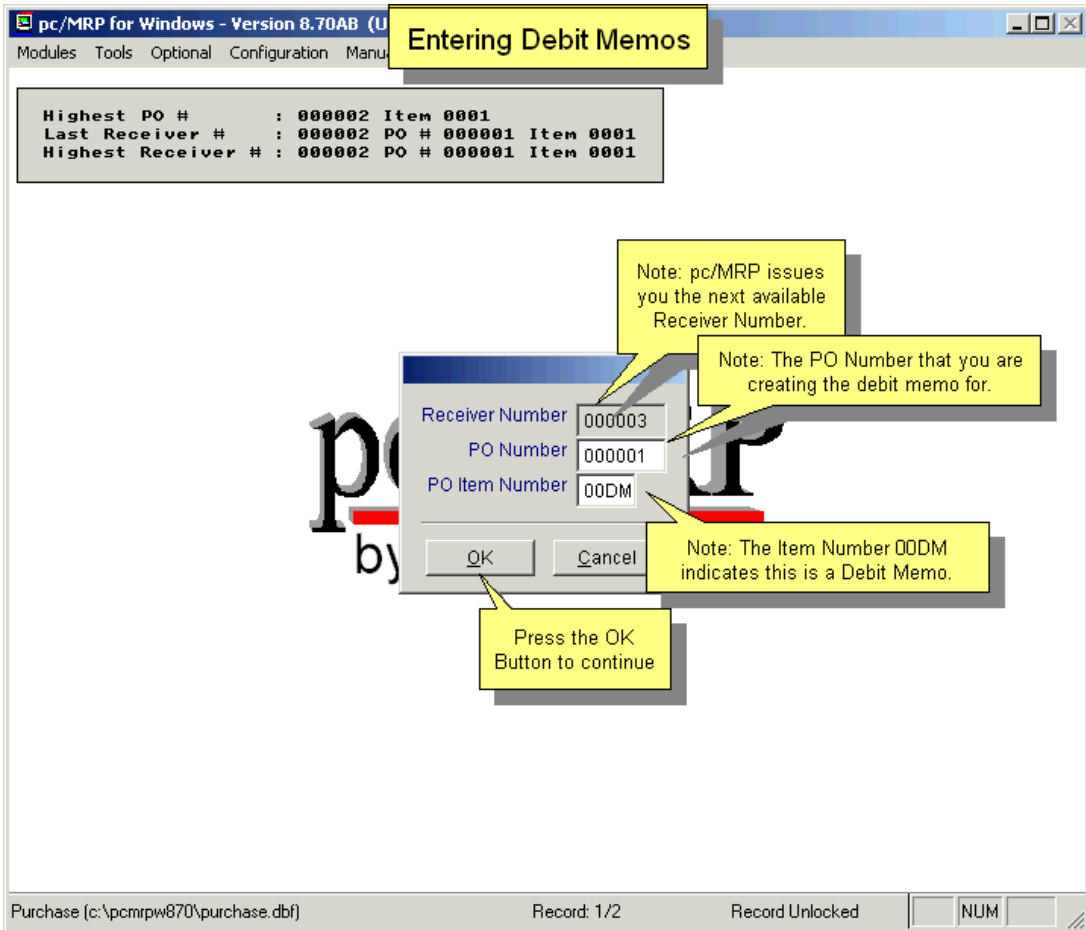 pc/MRP for Windows - Version 8.70AB (U
Entering Debit Memos
Modules Tools Optional Configuration Manu
Highest PO # : 000002 Item 0001
Last Receiver # : 000002 PO # 000001 Item 0001
Highest Receiver # : 000002 PO # 000001 Item 0001
Note: pc/MRP issues
you the next available
Receiver Number.
Note: The PO Number that you are
creating the debit memo for.
Receiver Number 000003
PO Number 000001
PO Item Number 00DM
Note: The Item Number 00DM
indicates this is a Debit Memo.
OK Cancel
by
Press the OK
Button to continue
Purchase (c:\pcmrpw870\purchase.dbf) Record: 1/2 Record Unlocked NUM